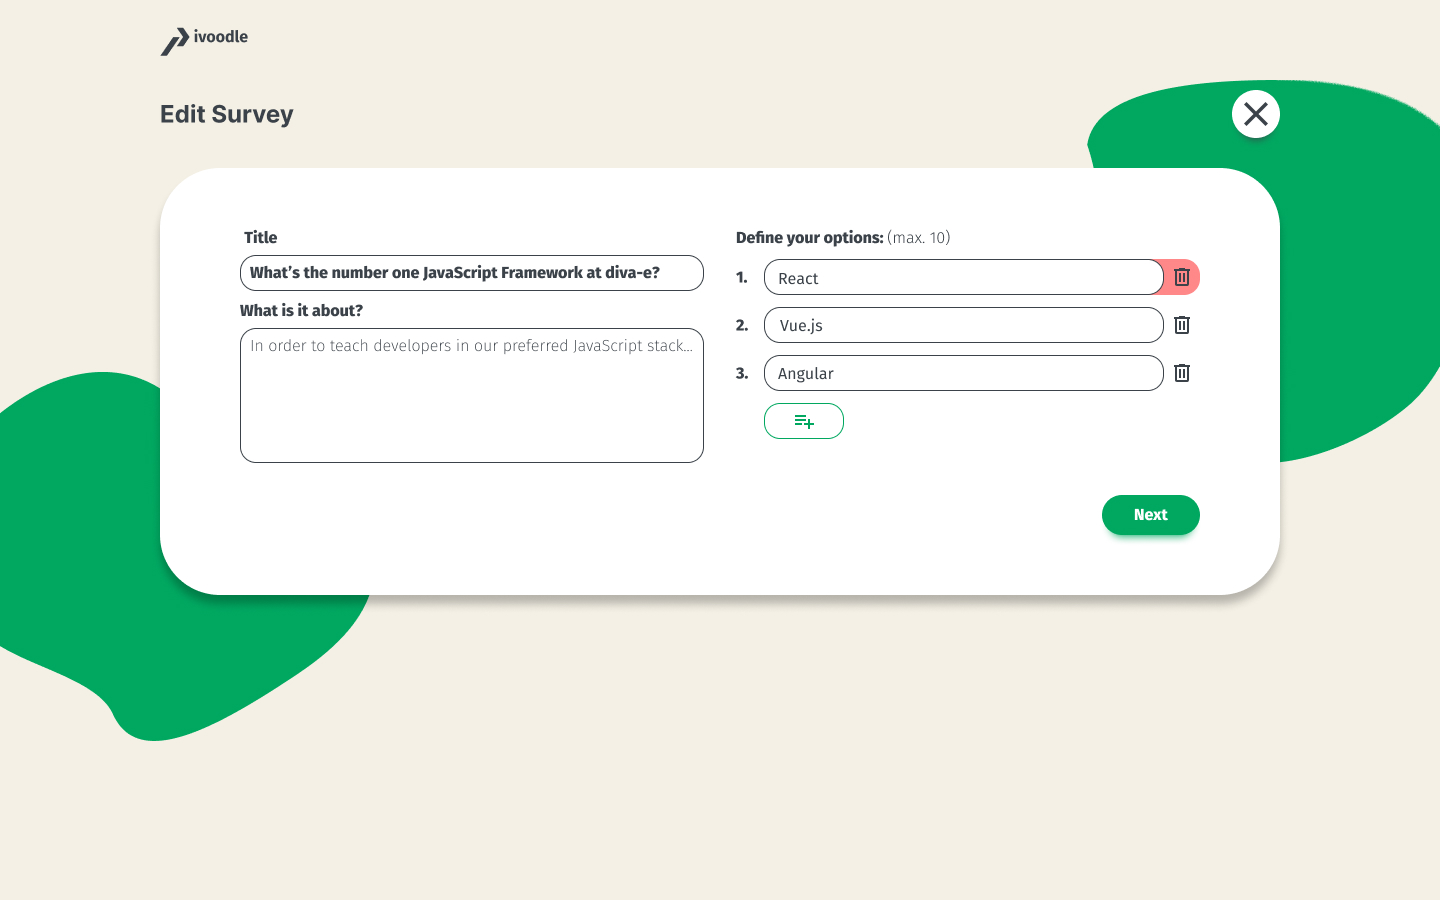 ivoodle
Edit Survey
Title
What’s the number one JavaScript Framework at diva-e?
What is it about?
In order to teach developers in our preferred JavaScript stack...
Define your options: (max. 10)
1. React
2. Vue.js
3. Angular
Next